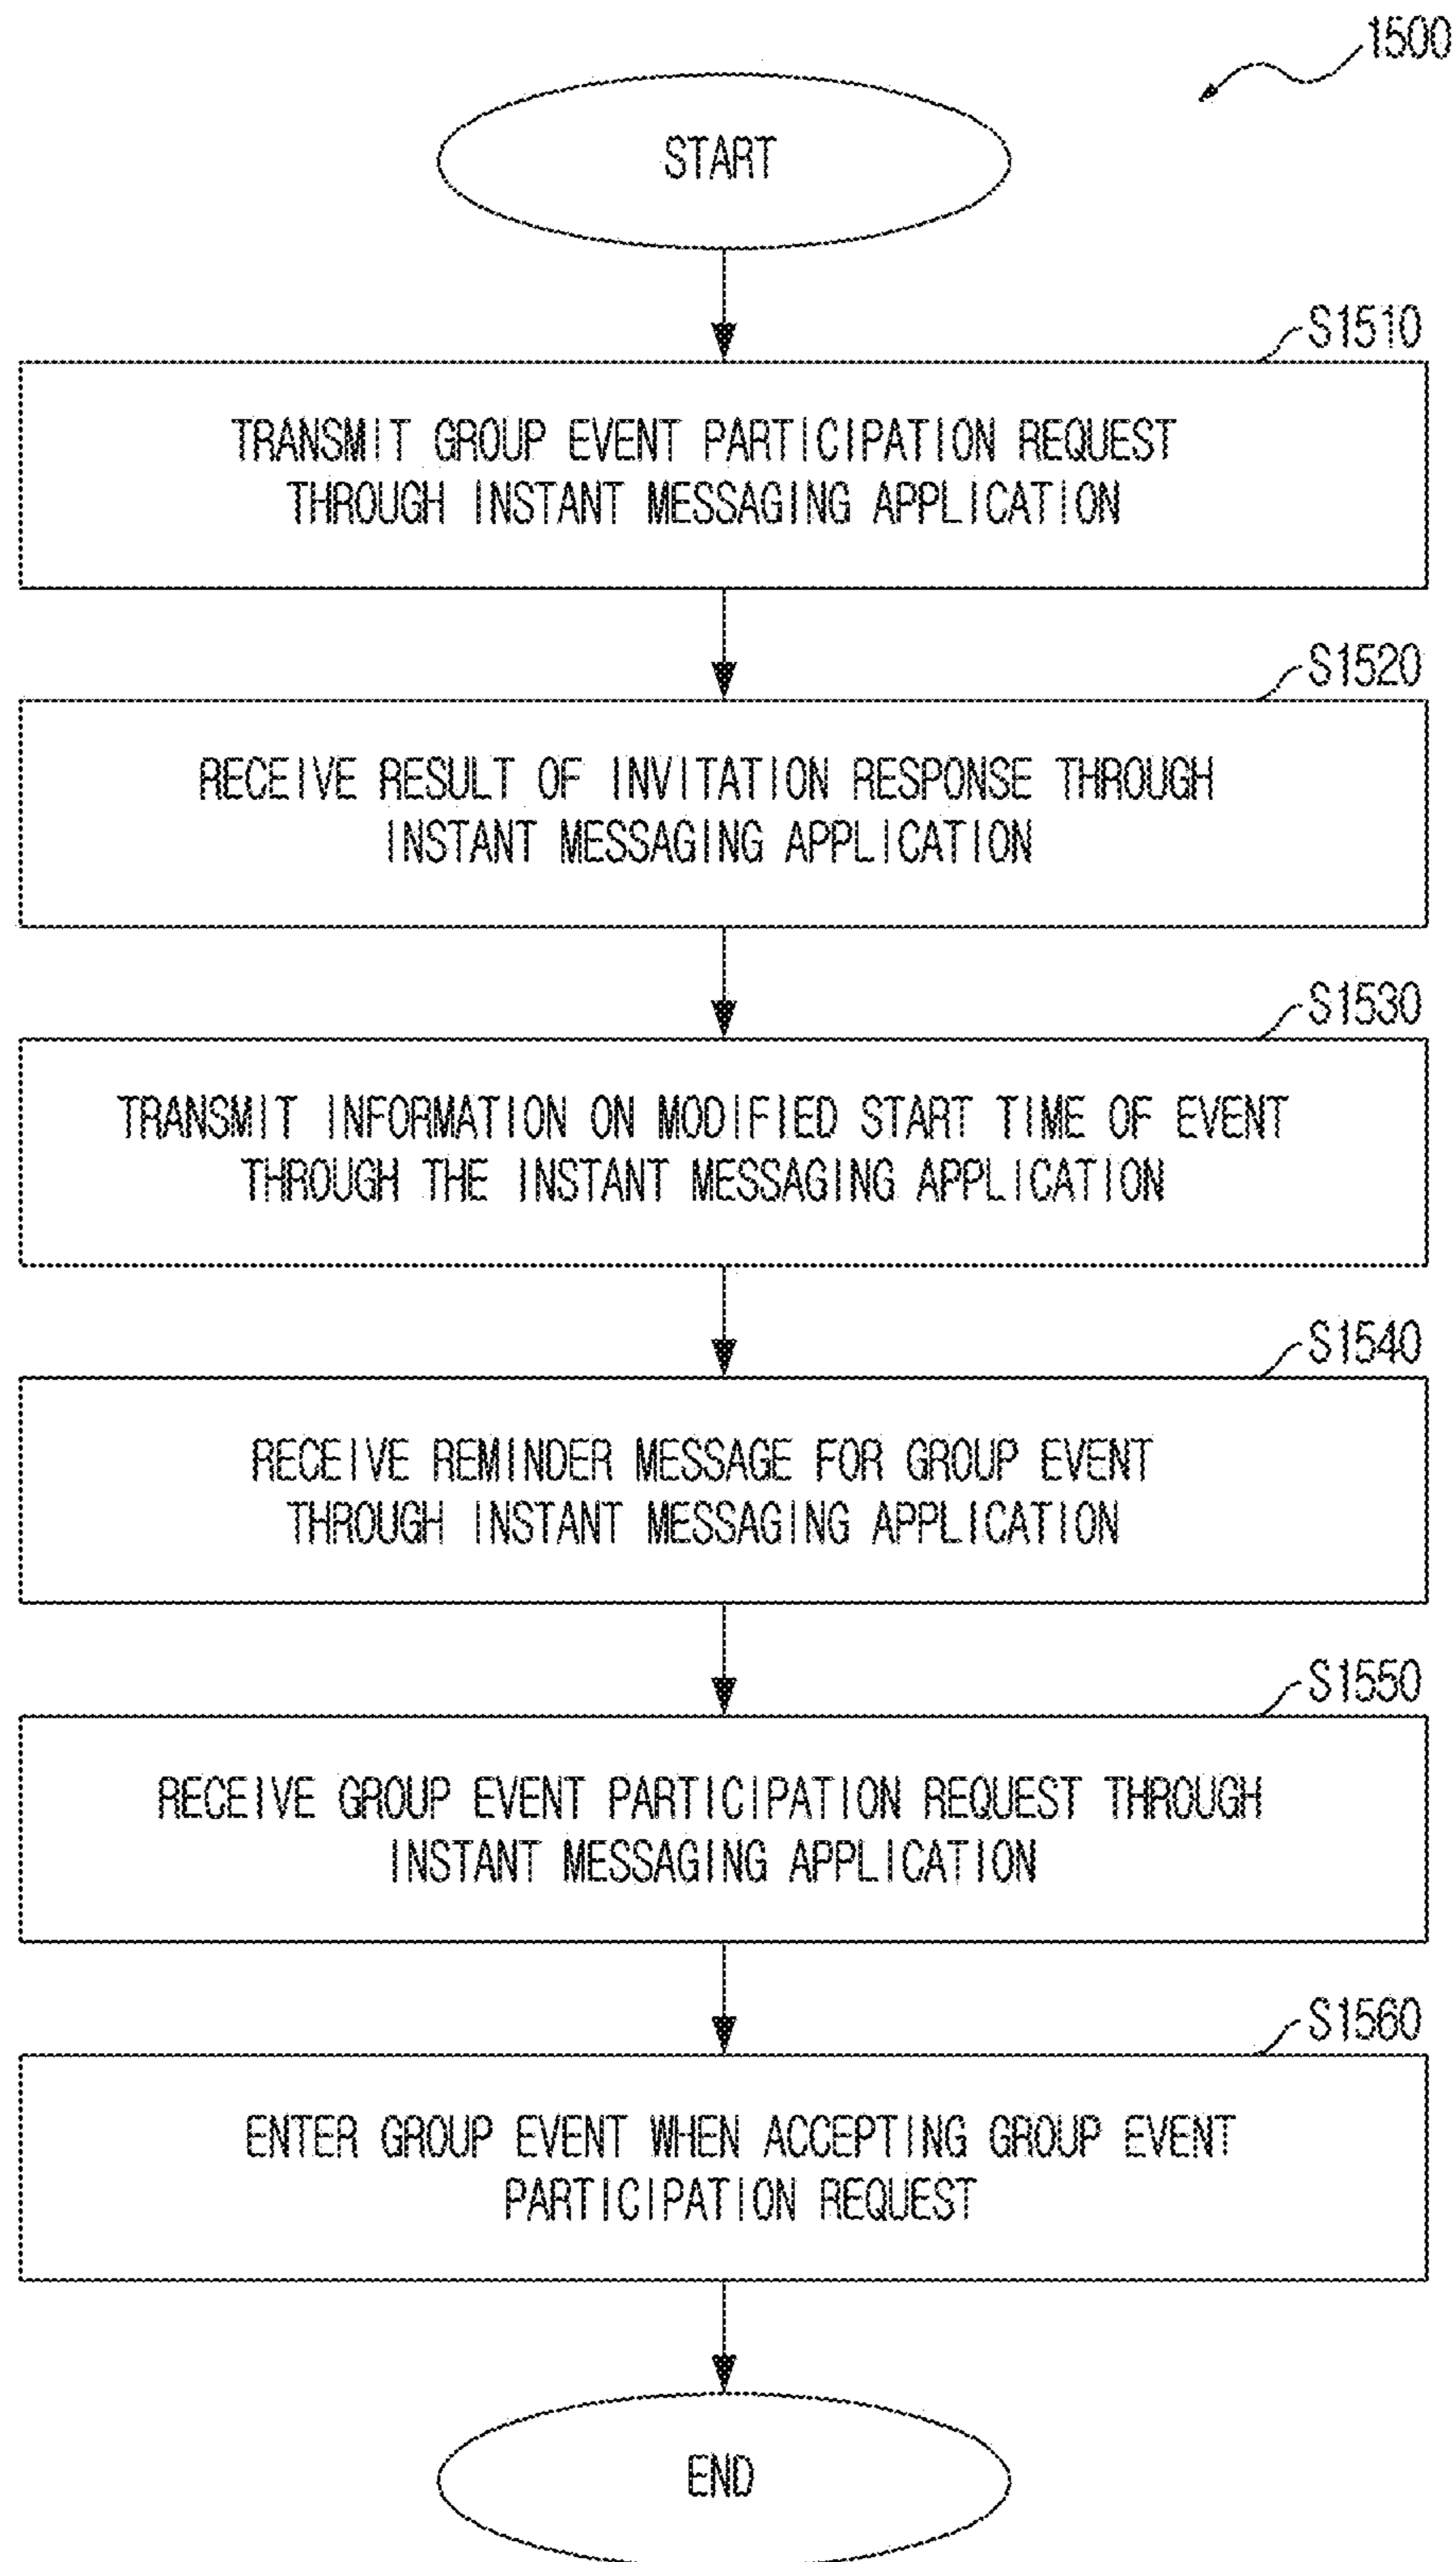 1500
START
S1510
TRANSMIT GROUP EVENT PARTICIPATION REQUEST
THROUGH INSTANT MESSAGING APPLICATION
S1520
RECEIVE RESULT OF INVITATION RESPONSE THROUGH
INSTANT MESSAGING APPLICATION
S1530
TRANSMIT INFORMATION ON MODIFIED START TIME OF EVENT
THROUGH THE INSTANT MESSAGING APPLICATION
S1540
RECEIVE REMINDER MESSAGE FOR GROUP EVENT
THROUGH INSTANT MESSAGING APPLICATION
S1550
RECEIVE GROUP EVENT PARTICIPATION REQUEST THROUGH
INSTANT MESSAGING APPLICATION
S1560
ENTER GROUP EVENT WHEN ACCEPTING GROUP EVENT
PARTICIPATION REQUEST
END